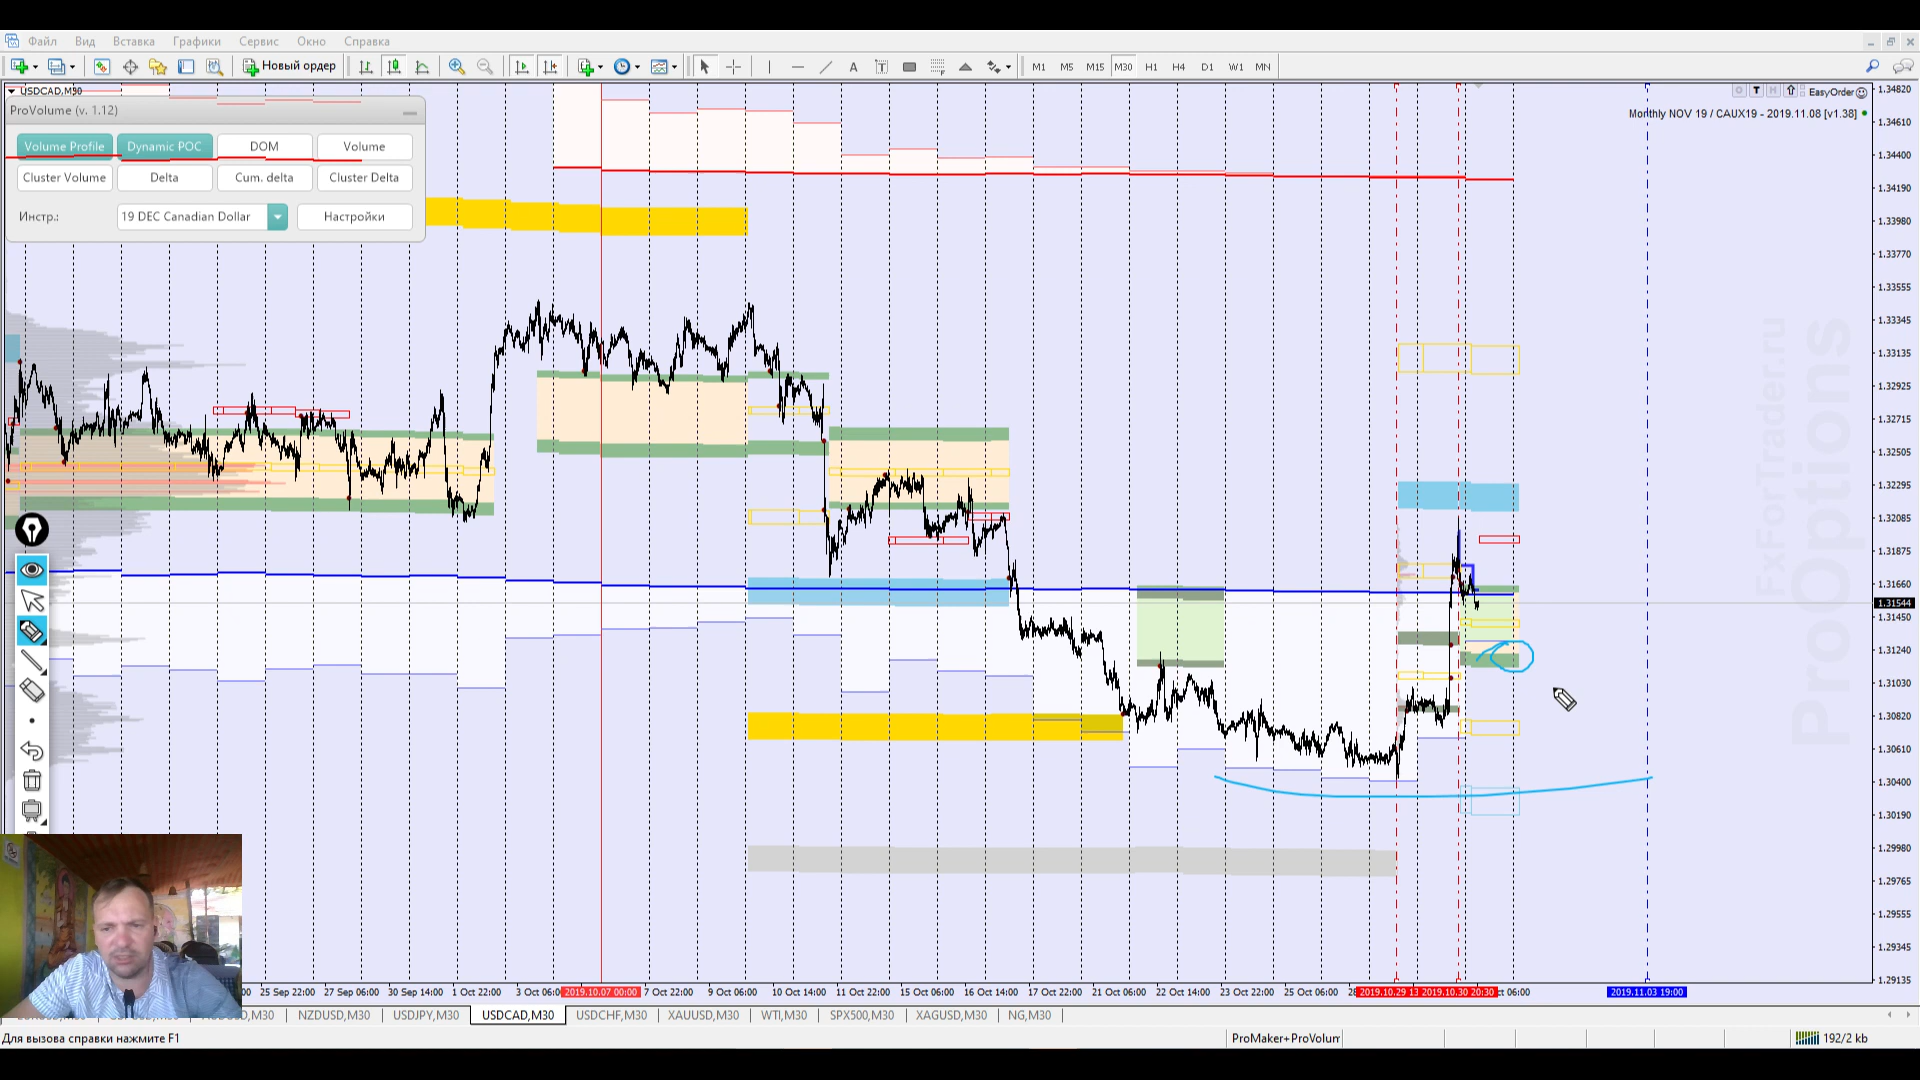 Файл Вид Вставка Графики Сервис Окно Справка
Новый ордер
A T M1 M5 M15 M30 H1 H4 D1 W1 MN
USDCAD,M30
ProVolume (v. 1.12)
Volume Profile Dynamic POC DOM Volume
Cluster Volume Delta Cum. delta Cluster Delta
Инстр.: 19 DEC Canadian Dollar Настройки
T EasyOrder
Monthly NOV 19 / CAUX19 - 2019.11.08 [v1.38]
FxForTrader.ru
ProOptions
1.34820
1.34610
1.34400
1.34190
1.33980
1.33770
1.33555
1.33345
1.33135
1.32925
1.32715
1.32505
1.32295
1.32085
1.31875
1.31660
1.31544
1.31450
1.31240
1.31030
1.30820
1.30610
1.30400
1.30190
1.29980
1.29765
1.29555
1.29345
1.29135
25 Sep 22:00 27 Sep 06:00 30 Sep 14:00 1 Oct 22:00 3 Oct 06:0 2019.10.07 00:00 7 Oct 22:00 9 Oct 06:00 10 Oct 14:00 11 Oct 22:00 15 Oct 06:00 16 Oct 14:00 17 Oct 22:00 21 Oct 06:00 22 Oct 14:00 23 Oct 22:00 25 Oct 06:00 28 2019.10.29 13 2019.10.30 20:30 ct 06:00 2019.11.03 19:00
NZDUSD,M30 USDJPY,M30 USDCAD,M30 USDCHF,M30 XAUUSD,M30 WTI,M30 SPX500,M30 XAGUSD,M30 NG,M30
Для вызова справки нажмите F1 ProMaker+ProVolum 192/2 kb